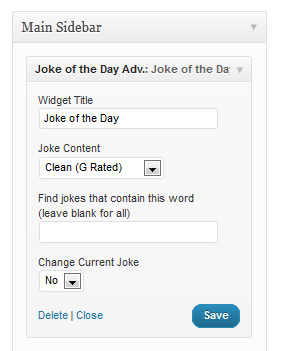 Main Sidebar
Joke of the Day Adv.: Joke of the Da
Widget Title
Joke of the Day
Joke Content
Clean (G Rated)
Find jokes that contain this word
(leave blank for all)
Change Current Joke
No
Delete | Close
Save